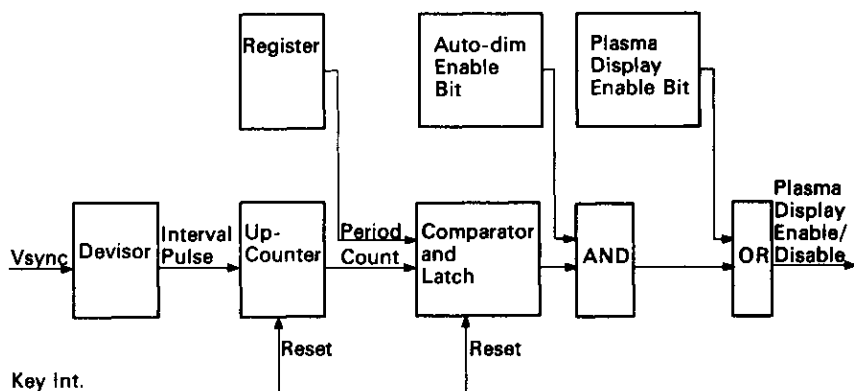 Register
Auto-dim
Enable
Bit
Plasma
Display
Enable Bit
Vsync
Devisor
Interval
Pulse
Up-
Counter
Period
Count
Comparator
and
Latch
AND
OR
Plasma
Display
Enable/
Disable
Reset
Reset
Key Int.